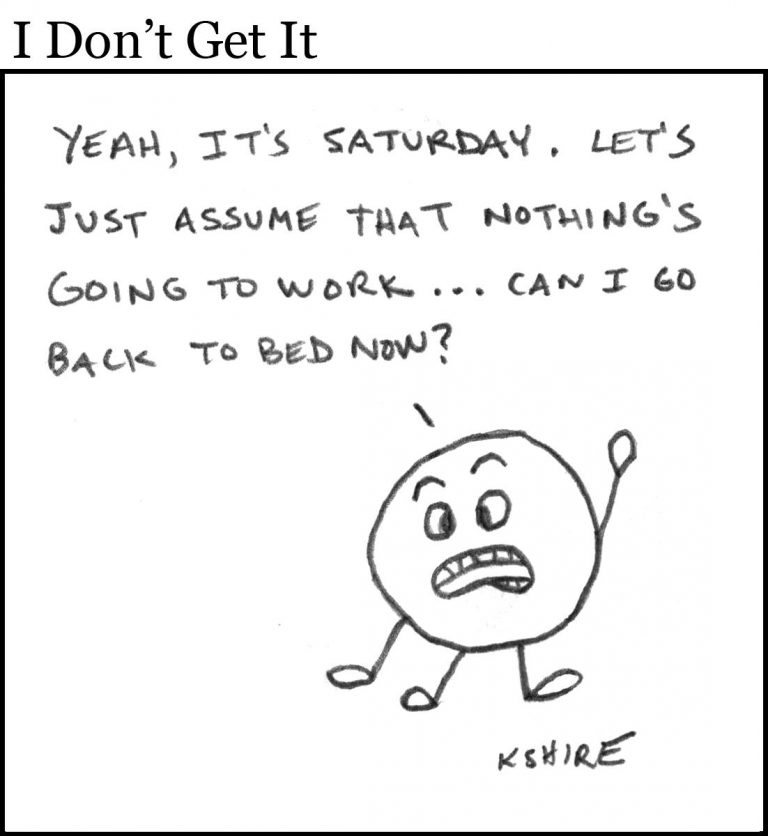 I Don’t Get It
YEAH, IT'S SATURDAY. LET'S
JUST ASSUME THAT NOTHING'S
GOING TO WORK... CAN I GO
BACK TO BED NOW?
KSHIRE